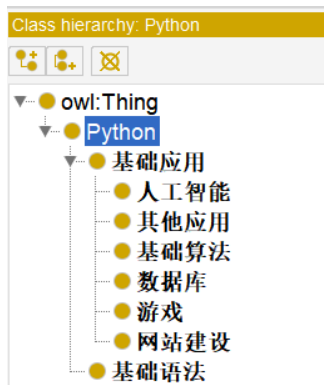 Class hierarchy: Python
owl:Thing
Python
基础应用
人工智能
其他应用
基础算法
数据库
游戏
网站建设
基础语法